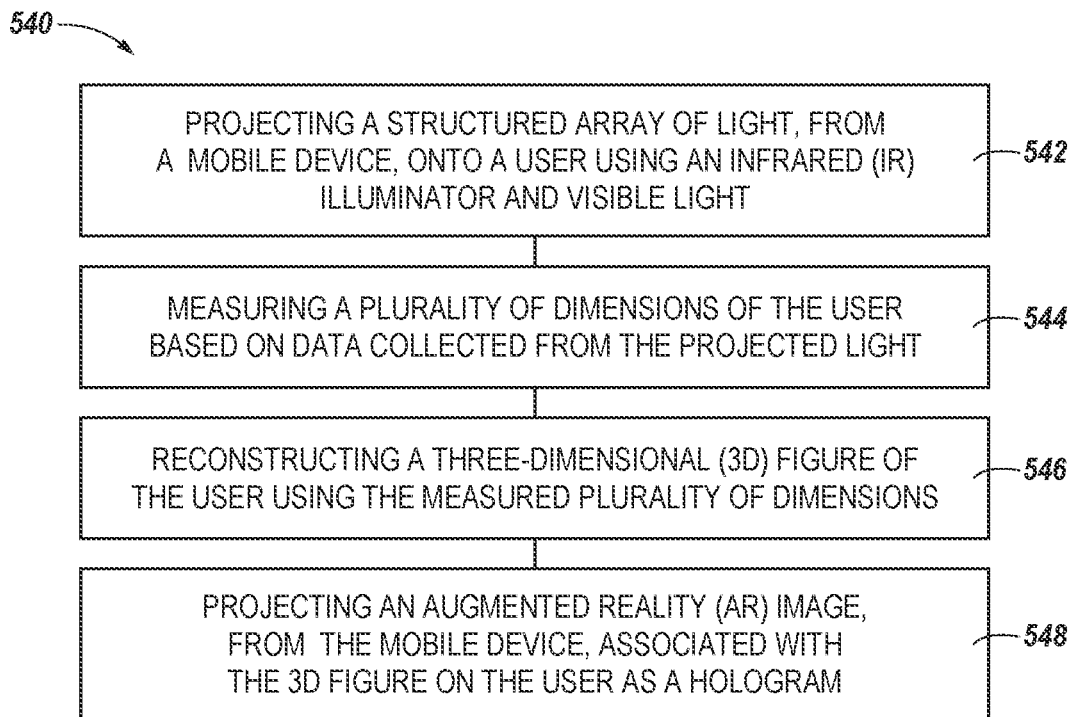 540
PROJECTING A STRUCTURED ARRAY OF LIGHT, FROM
A MOBILE DEVICE, ONTO A USER USING AN INFRARED (IR)
ILLUMINATOR AND VISIBLE LIGHT
542
MEASURING A PLURALITY OF DIMENSIONS OF THE USER
BASED ON DATA COLLECTED FROM THE PROJECTED LIGHT
544
RECONSTRUCTING A THREE-DIMENSIONAL (3D) FIGURE OF
THE USER USING THE MEASURED PLURALITY OF DIMENSIONS
546
PROJECTING AN AUGMENTED REALITY (AR) IMAGE,
FROM THE MOBILE DEVICE, ASSOCIATED WITH
THE 3D FIGURE ON THE USER AS A HOLOGRAM
548